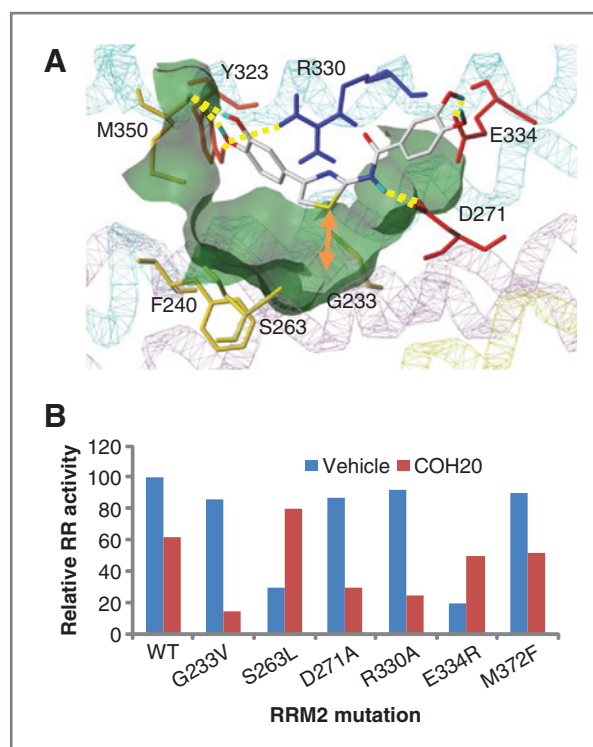 A
Y323
R330
M350
E334
D271
G233
F240
S263
B
Vehicle
COH20
120
100
80
60
40
20
0
Relative RR activity
WT
G233V
S263L
D271A
R330A
E334R
M372F
RRM2 mutation